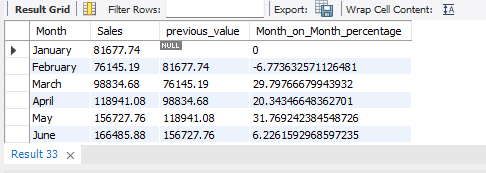 Result Grid Filter Rows: Export: Wrap Cell Content:
Month Sales previous_value Month_on_Month_percentage
January 81677.74 NULL 0
February 76145.19 81677.74 -6.773632571126481
March 98834.68 76145.19 29.79766679943932
April 118941.08 98834.68 20.34346648362701
May 156727.76 118941.08 31.769242384548726
June 166485.88 156727.76 6.2261592968597235
Result 33 ×